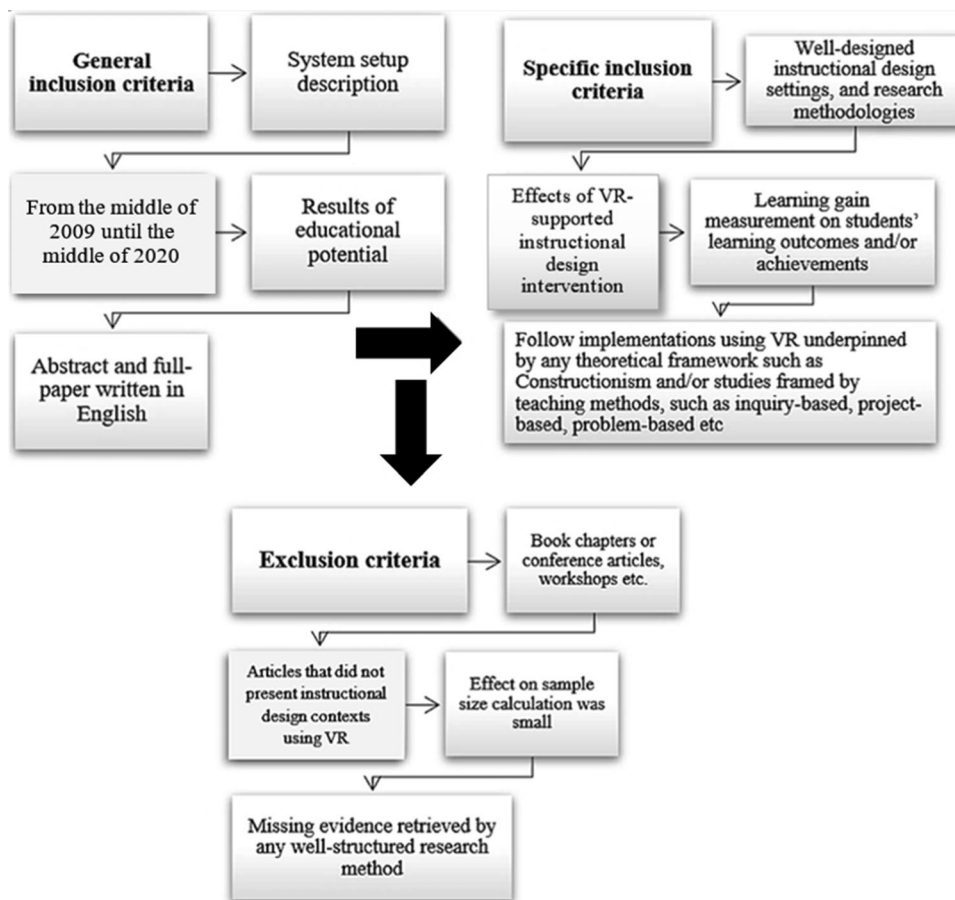 General
inclusion criteria
System setup
description
From the middle of
2009 until the
middle of 2020
Results of
educational
potential
Abstract and full-
paper written in
English
Specific inclusion
criteria
Well-designed
instructional design
settings, and research
methodologies
Effects of VR-
supported
instructional
design
intervention
Learning gain
measurement on students’
learning outcomes and/or
achievements
Follow implementations using VR underpinned
by any theoretical framework such as
Constructionism and/or studies framed by
teaching methods, such as inquiry-based, project-
based, problem-based etc
Exclusion criteria
Book chapters or
conference articles,
workshops etc.
Articles that did not
present instructional
design contexts
using VR
Effect on sample
size calculation was
small
Missing evidence retrieved by
any well-structured research
method